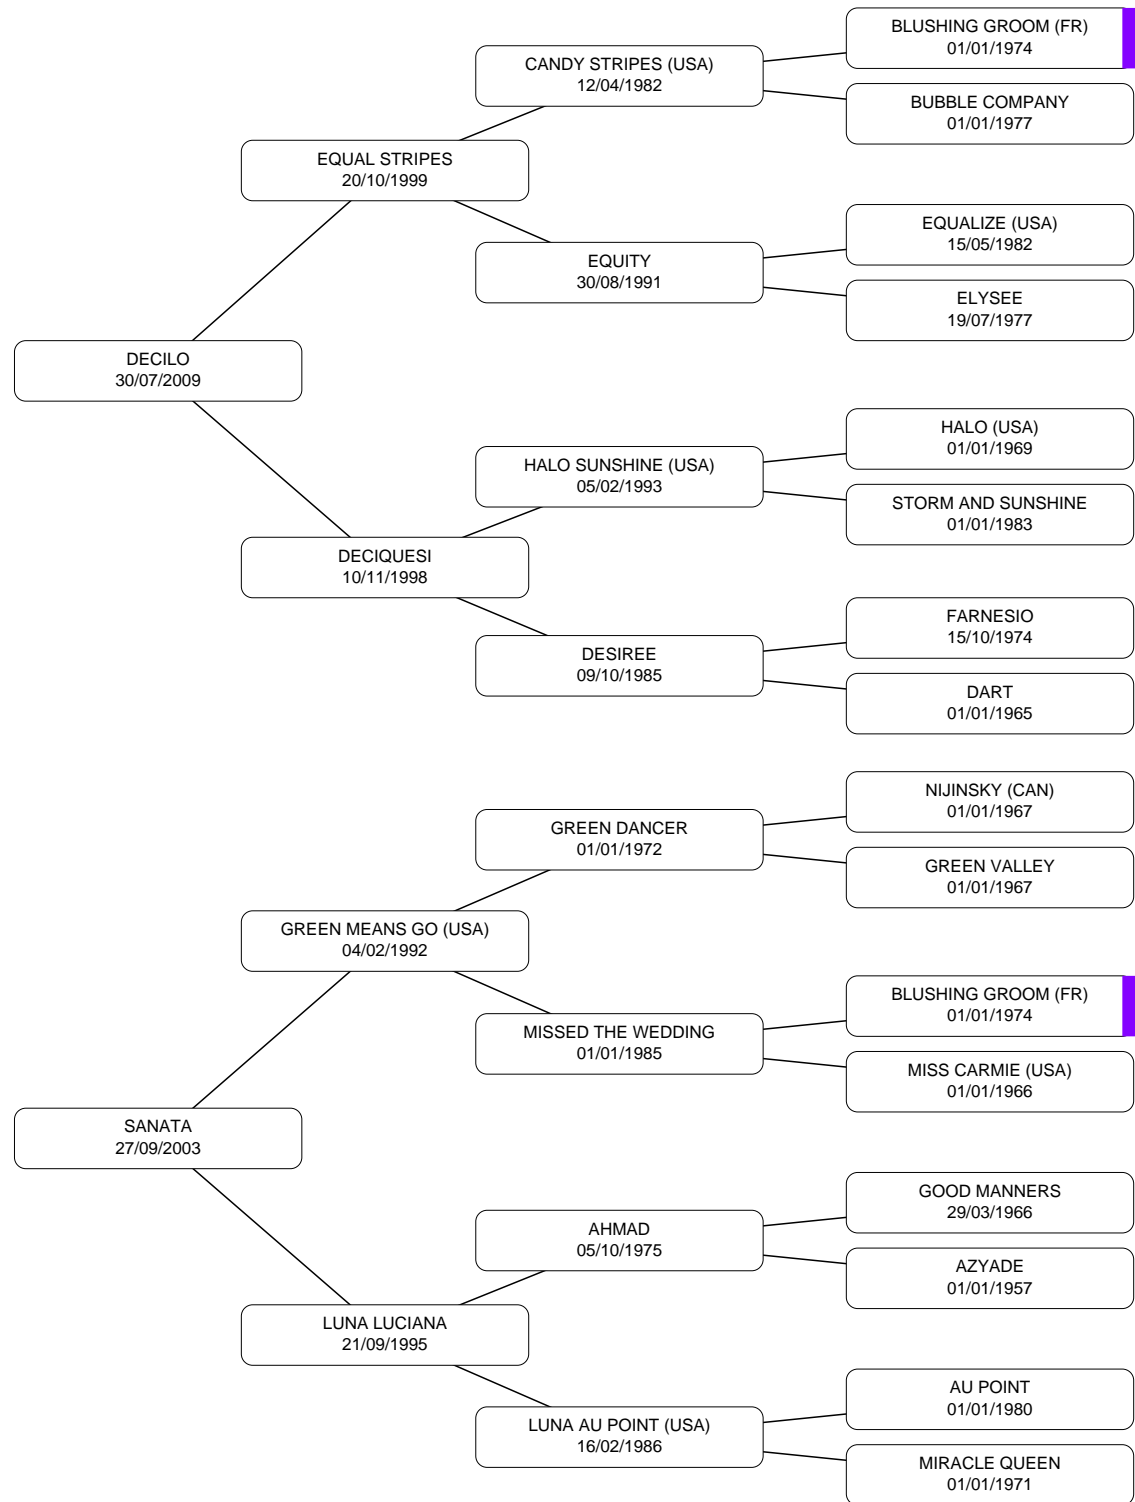 BLUSHING GROOM (FR)
01/01/1974
CANDY STRIPES (USA)
12/04/1982
BUBBLE COMPANY
01/01/1977
EQUAL STRIPES
20/10/1999
EQUALIZE (USA)
15/05/1982
EQUITY
30/08/1991
ELYSEE
19/07/1977
DECILO
30/07/2009
HALO (USA)
01/01/1969
HALO SUNSHINE (USA)
05/02/1993
STORM AND SUNSHINE
01/01/1983
DECIQUESI
10/11/1998
FARNESIO
15/10/1974
DESIREE
09/10/1985
DART
01/01/1965
NIJINSKY (CAN)
01/01/1967
GREEN DANCER
01/01/1972
GREEN VALLEY
01/01/1967
GREEN MEANS GO (USA)
04/02/1992
BLUSHING GROOM (FR)
01/01/1974
MISSED THE WEDDING
01/01/1985
MISS CARMIE (USA)
01/01/1966
SANATA
27/09/2003
GOOD MANNERS
29/03/1966
AHMAD
05/10/1975
AZYADE
01/01/1957
LUNA LUCIANA
21/09/1995
AU POINT
01/01/1980
LUNA AU POINT (USA)
16/02/1986
MIRACLE QUEEN
01/01/1971